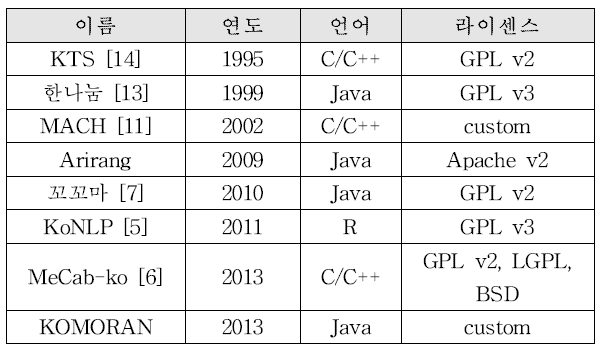 이름 연도 언어 라이센스
KTS [14] 1995 C/C++ GPL v2
한나눔 [13] 1999 Java GPL v3
MACH [11] 2002 C/C++ custom
Arirang 2009 Java Apache v2
꼬꼬마 [7] 2010 Java GPL v2
KoNLP [5] 2011 R GPL v3
MeCab-ko [6] 2013 C/C++ GPL v2, LGPL,
BSD
KOMORAN 2013 Java custom